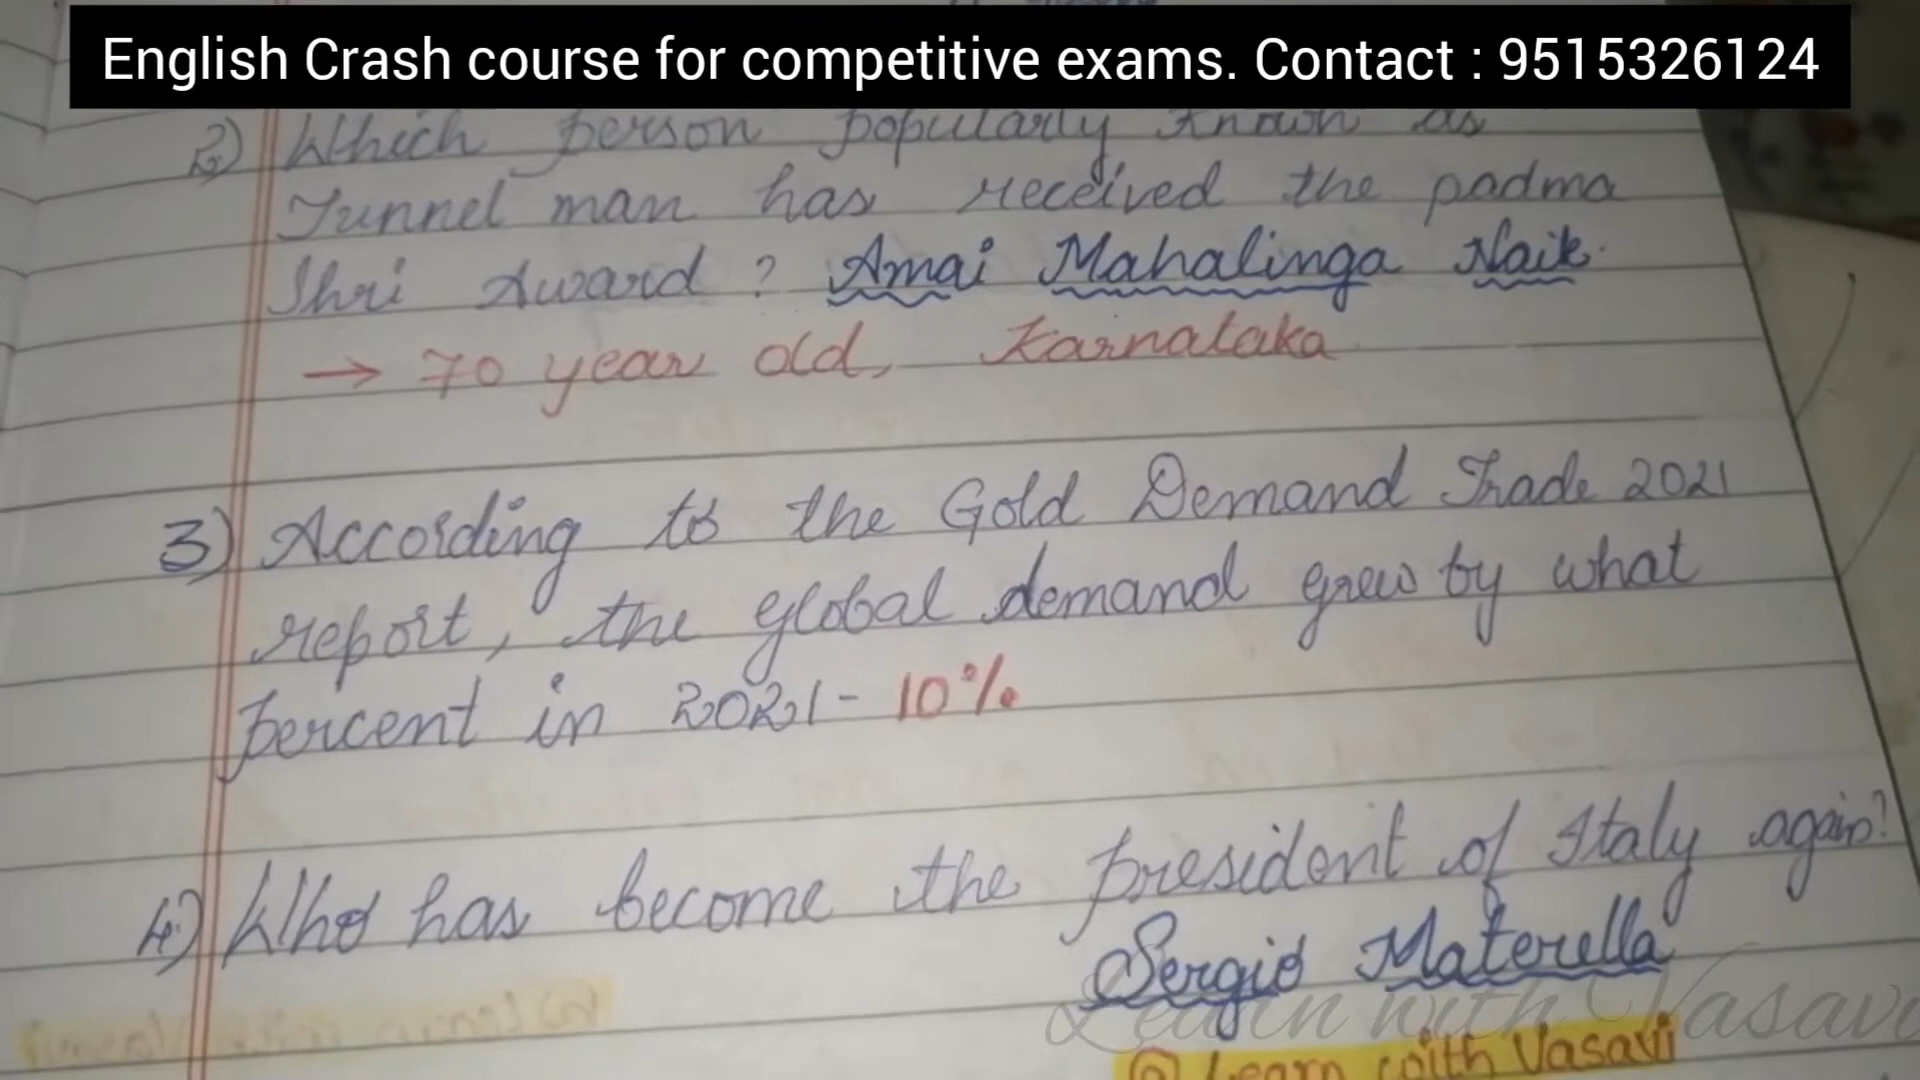 English Crash course for competitive exams. Contact : 9515326124
2) Which person popularly known as
Tunnel man has received the padma
Shri Award ? Amai Mahalinga Naik.
→ 70 year old, Karnataka
3) According to the Gold Demand Trade 2021
report, the global demand grew by what
percent in 2021- 10%
4) Who has become the president of Italy again?
Sergio Materella
Learn with Vasavi
@ Learn with Vasavi